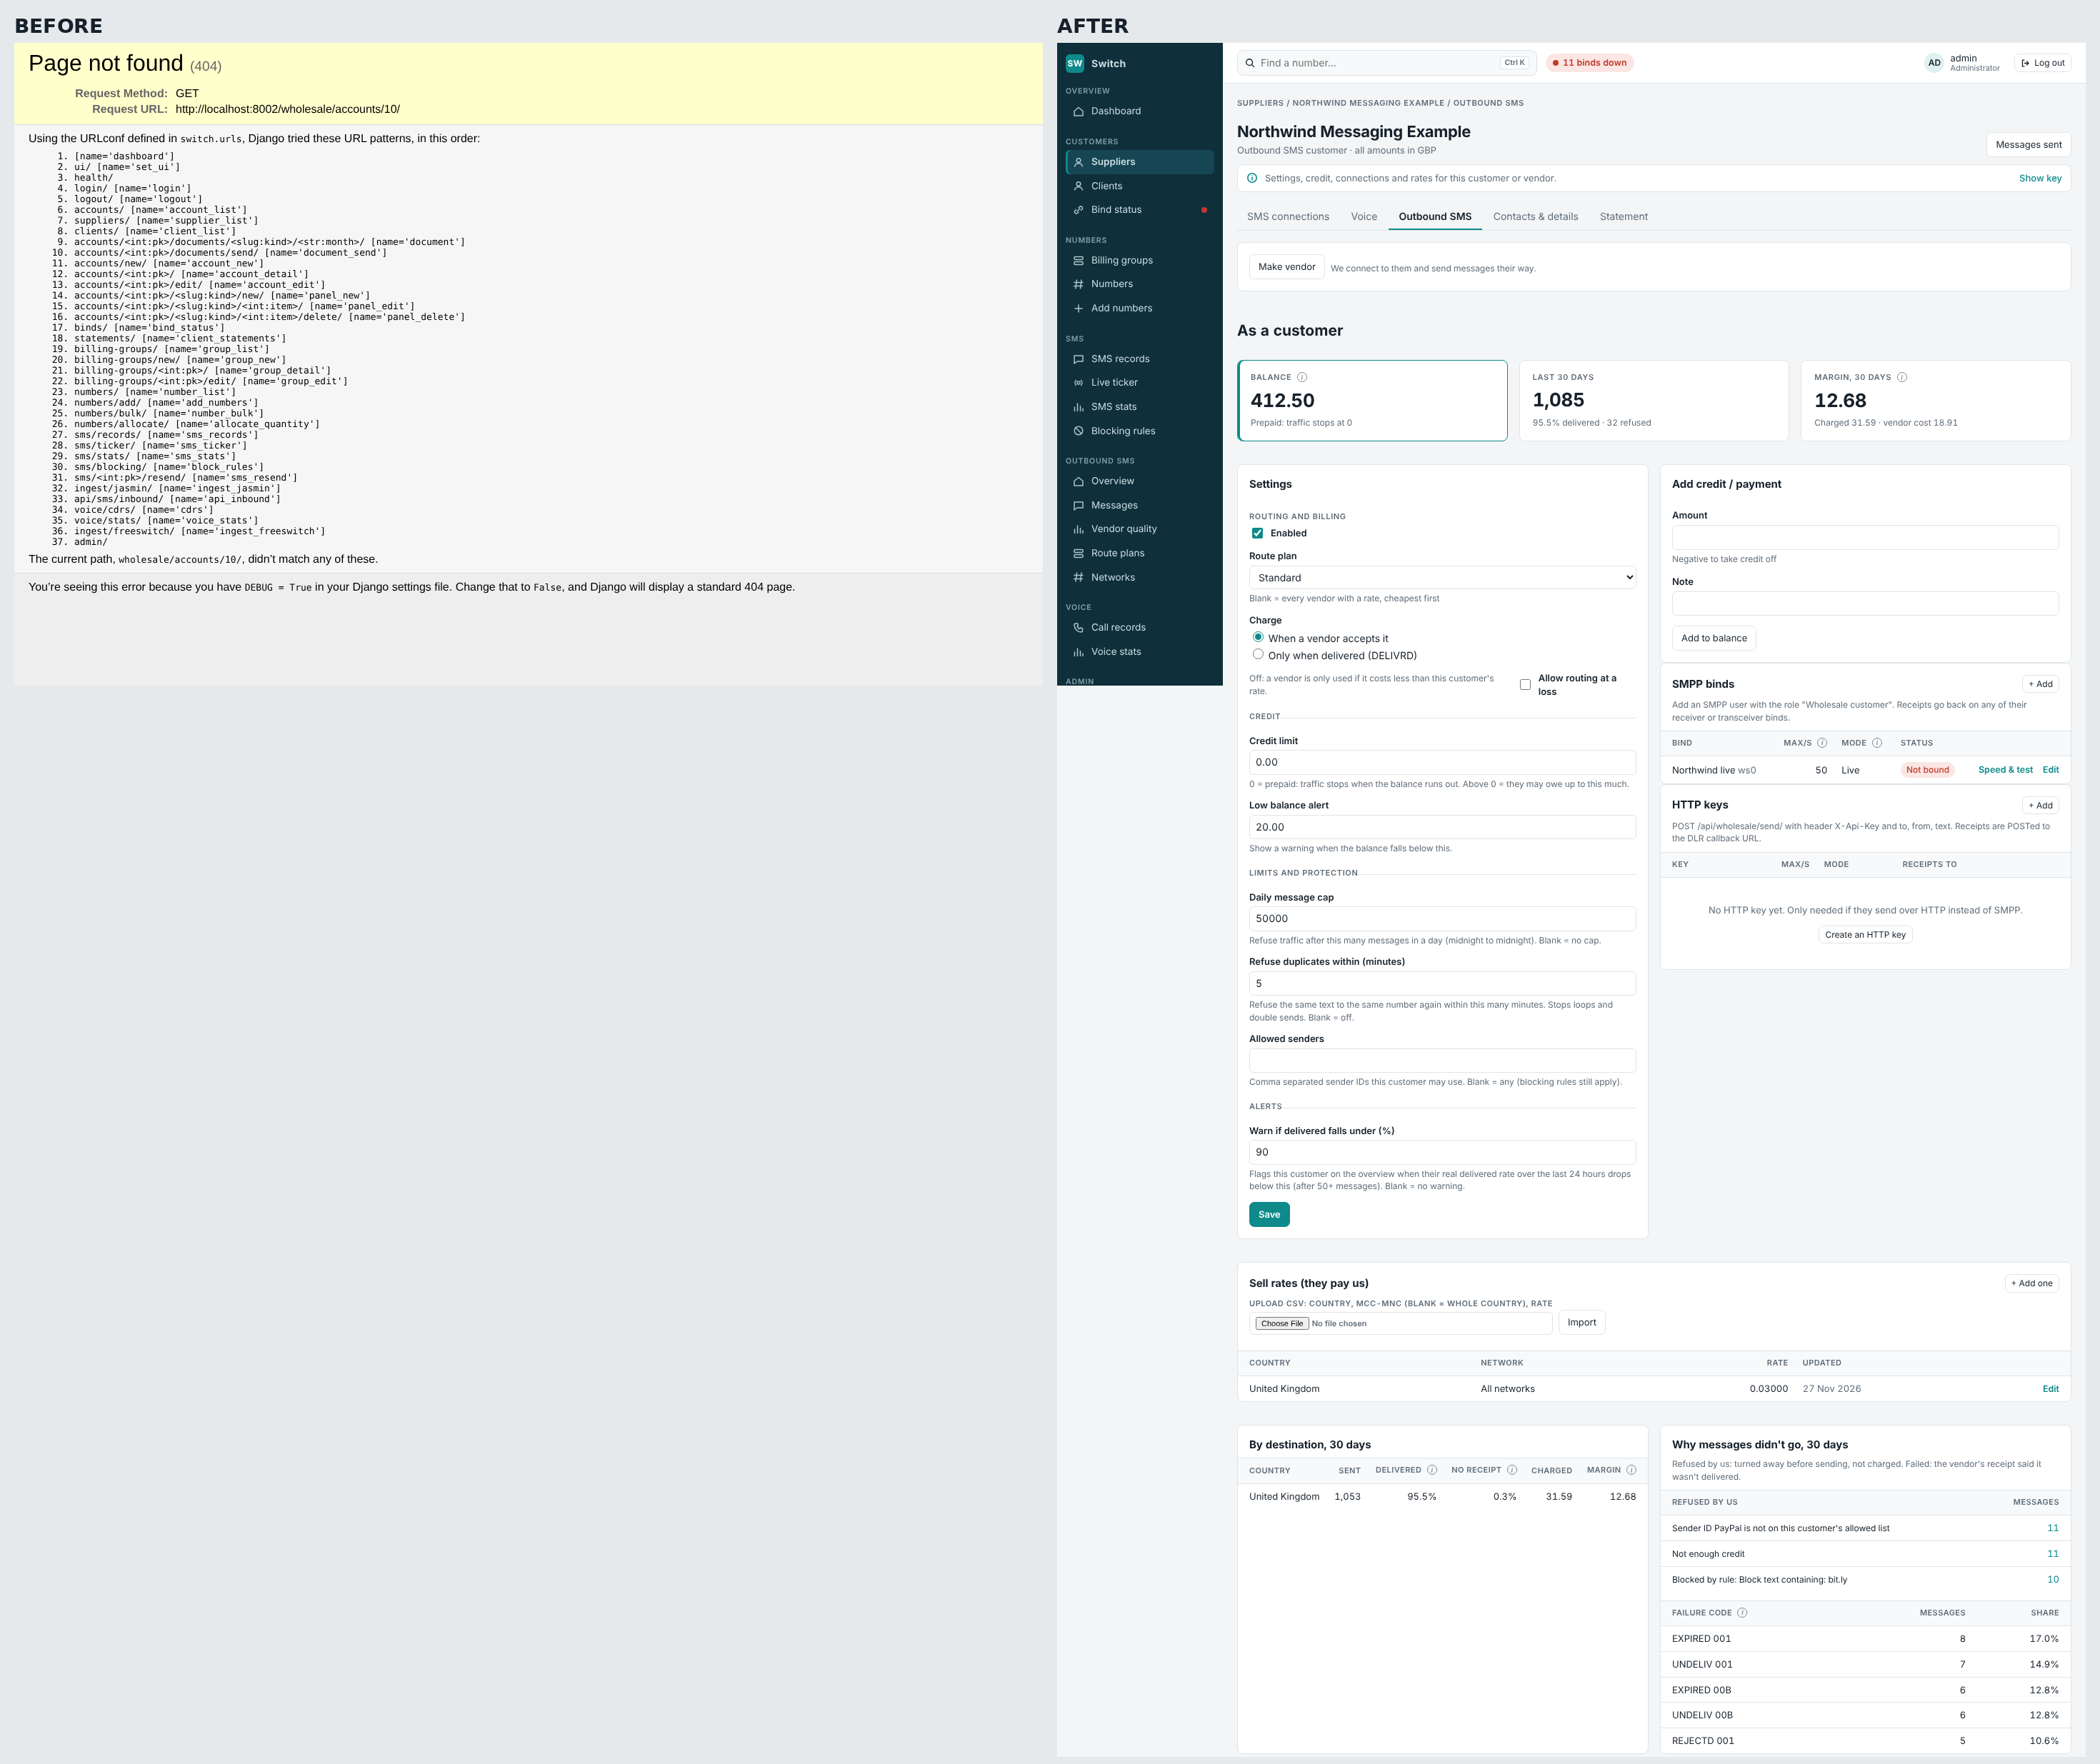 BEFORE
Page not found (404)
Request Method: GET
Request URL: http://localhost:8002/wholesale/accounts/10/
Using the URLconf defined in switch.urls, Django tried these URL patterns, in this order:
1. [name='dashboard']
2. ui/ [name='set_ui']
3. health/
4. login/ [name='login']
5. logout/ [name='logout']
6. accounts/ [name='account_list']
7. suppliers/ [name='supplier_list']
8. clients/ [name='client_list']
9. accounts/<int:pk>/documents/<slug:kind>/<str:month>/ [name='document']
10. accounts/<int:pk>/documents/send/ [name='document_send']
11. accounts/new/ [name='account_new']
12. accounts/<int:pk>/ [name='account_detail']
13. accounts/<int:pk>/edit/ [name='account_edit']
14. accounts/<int:pk>/<slug:kind>/new/ [name='panel_new']
15. accounts/<int:pk>/<slug:kind>/<int:item>/ [name='panel_edit']
16. accounts/<int:pk>/<slug:kind>/<int:item>/delete/ [name='panel_delete']
17. binds/ [name='bind_status']
18. statements/ [name='client_statements']
19. billing-groups/ [name='group_list']
20. billing-groups/new/ [name='group_new']
21. billing-groups/<int:pk>/ [name='group_detail']
22. billing-groups/<int:pk>/edit/ [name='group_edit']
23. numbers/ [name='number_list']
24. numbers/add/ [name='add_numbers']
25. numbers/bulk/ [name='number_bulk']
26. numbers/allocate/ [name='allocate_quantity']
27. sms/records/ [name='sms_records']
28. sms/ticker/ [name='sms_ticker']
29. sms/stats/ [name='sms_stats']
30. sms/blocking/ [name='block_rules']
31. sms/<int:pk>/resend/ [name='sms_resend']
32. ingest/jasmin/ [name='ingest_jasmin']
33. api/sms/inbound/ [name='api_inbound']
34. voice/cdrs/ [name='cdrs']
35. voice/stats/ [name='voice_stats']
36. ingest/freeswitch/ [name='ingest_freeswitch']
37. admin/
The current path, wholesale/accounts/10/, didn't match any of these.
You're seeing this error because you have DEBUG = True in your Django settings file. Change that to False, and Django will display a standard 404 page.
AFTER
SW Switch
OVERVIEW
Dashboard
CUSTOMERS
Suppliers
Clients
Bind status
NUMBERS
Billing groups
Numbers
Add numbers
SMS
SMS records
Live ticker
SMS stats
Blocking rules
OUTBOUND SMS
Overview
Messages
Vendor quality
Route plans
Networks
VOICE
Call records
Voice stats
ADMIN
Find a number... Ctrl K
11 binds down
AD admin
Administrator
Log out
SUPPLIERS / NORTHWIND MESSAGING EXAMPLE / OUTBOUND SMS
Northwind Messaging Example
Outbound SMS customer · all amounts in GBP
Messages sent
Settings, credit, connections and rates for this customer or vendor. Show key
SMS connections Voice Outbound SMS Contacts & details Statement
Make vendor We connect to them and send messages their way.
As a customer
BALANCE
412.50
Prepaid: traffic stops at 0
LAST 30 DAYS
1,085
95.5% delivered · 32 refused
MARGIN, 30 DAYS
12.68
Charged 31.59 · vendor cost 18.91
Settings
ROUTING AND BILLING
Enabled
Route plan
Standard
Blank = every vendor with a rate, cheapest first
Charge
When a vendor accepts it
Only when delivered (DELIVRD)
Off: a vendor is only used if it costs less than this customer's
rate.
Allow routing at a
loss
CREDIT
Credit limit
0.00
0 = prepaid: traffic stops when the balance runs out. Above 0 = they may owe up to this much.
Low balance alert
20.00
Show a warning when the balance falls below this.
LIMITS AND PROTECTION
Daily message cap
50000
Refuse traffic after this many messages in a day (midnight to midnight). Blank = no cap.
Refuse duplicates within (minutes)
5
Refuse the same text to the same number again within this many minutes. Stops loops and
double sends. Blank = off.
Allowed senders
Comma separated sender IDs this customer may use. Blank = any (blocking rules still apply).
ALERTS
Warn if delivered falls under (%)
90
Flags this customer on the overview when their real delivered rate over the last 24 hours drops
below this (after 50+ messages). Blank = no warning.
Save
Add credit / payment
Amount
Negative to take credit off
Note
Add to balance
SMPP binds + Add
Add an SMPP user with the role "Wholesale customer". Receipts go back on any of their
receiver or transceiver binds.
BIND MAX/S MODE STATUS
Northwind live ws0 50 Live Not bound Speed & test Edit
HTTP keys + Add
POST /api/wholesale/send/ with header X-Api-Key and to, from, text. Receipts are POSTed to
the DLR callback URL.
KEY MAX/S MODE RECEIPTS TO
No HTTP key yet. Only needed if they send over HTTP instead of SMPP.
Create an HTTP key
Sell rates (they pay us) + Add one
UPLOAD CSV: COUNTRY, MCC-MNC (BLANK = WHOLE COUNTRY), RATE
Choose File No file chosen Import
COUNTRY NETWORK RATE UPDATED
United Kingdom All networks 0.03000 27 Nov 2026 Edit
By destination, 30 days
COUNTRY SENT DELIVERED NO RECEIPT CHARGED MARGIN
United Kingdom 1,053 95.5% 0.3% 31.59 12.68
Why messages didn't go, 30 days
Refused by us: turned away before sending, not charged. Failed: the vendor's receipt said it
wasn't delivered.
REFUSED BY US MESSAGES
Sender ID PayPal is not on this customer's allowed list 11
Not enough credit 11
Blocked by rule: Block text containing: bit.ly 10
FAILURE CODE MESSAGES SHARE
EXPIRED 001 8 17.0%
UNDELIV 001 7 14.9%
EXPIRED 00B 6 12.8%
UNDELIV 00B 6 12.8%
REJECTD 001 5 10.6%